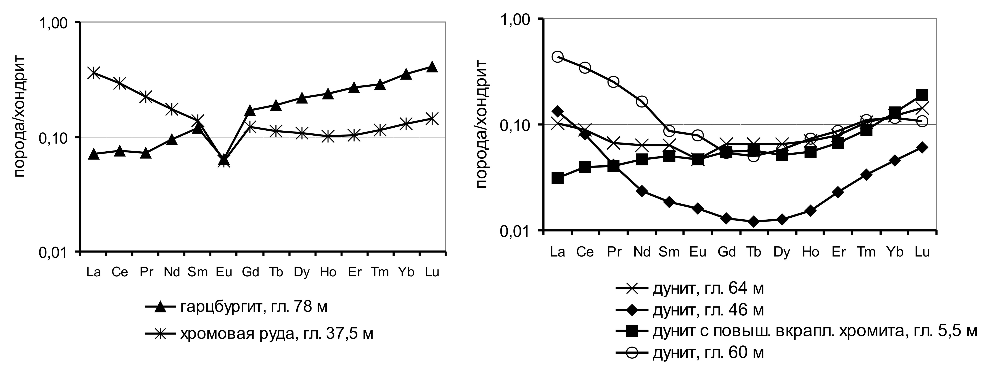 порода/хондрит
1,00
0,10
0,01
La Ce Pr Nd Sm Eu Gd Tb Dy Ho Er Tm Yb Lu
гарцбургит, гл. 78 м
хромовая руда, гл. 37,5 м
порода/хондрит
1,00
0,10
0,01
La Ce Pr Nd Sm Eu Gd Tb Dy Ho Er Tm Yb Lu
дунит, гл. 64 м
дунит, гл. 46 м
дунит с повыш. вкрапл. хромита, гл. 5,5 м
дунит, гл. 60 м